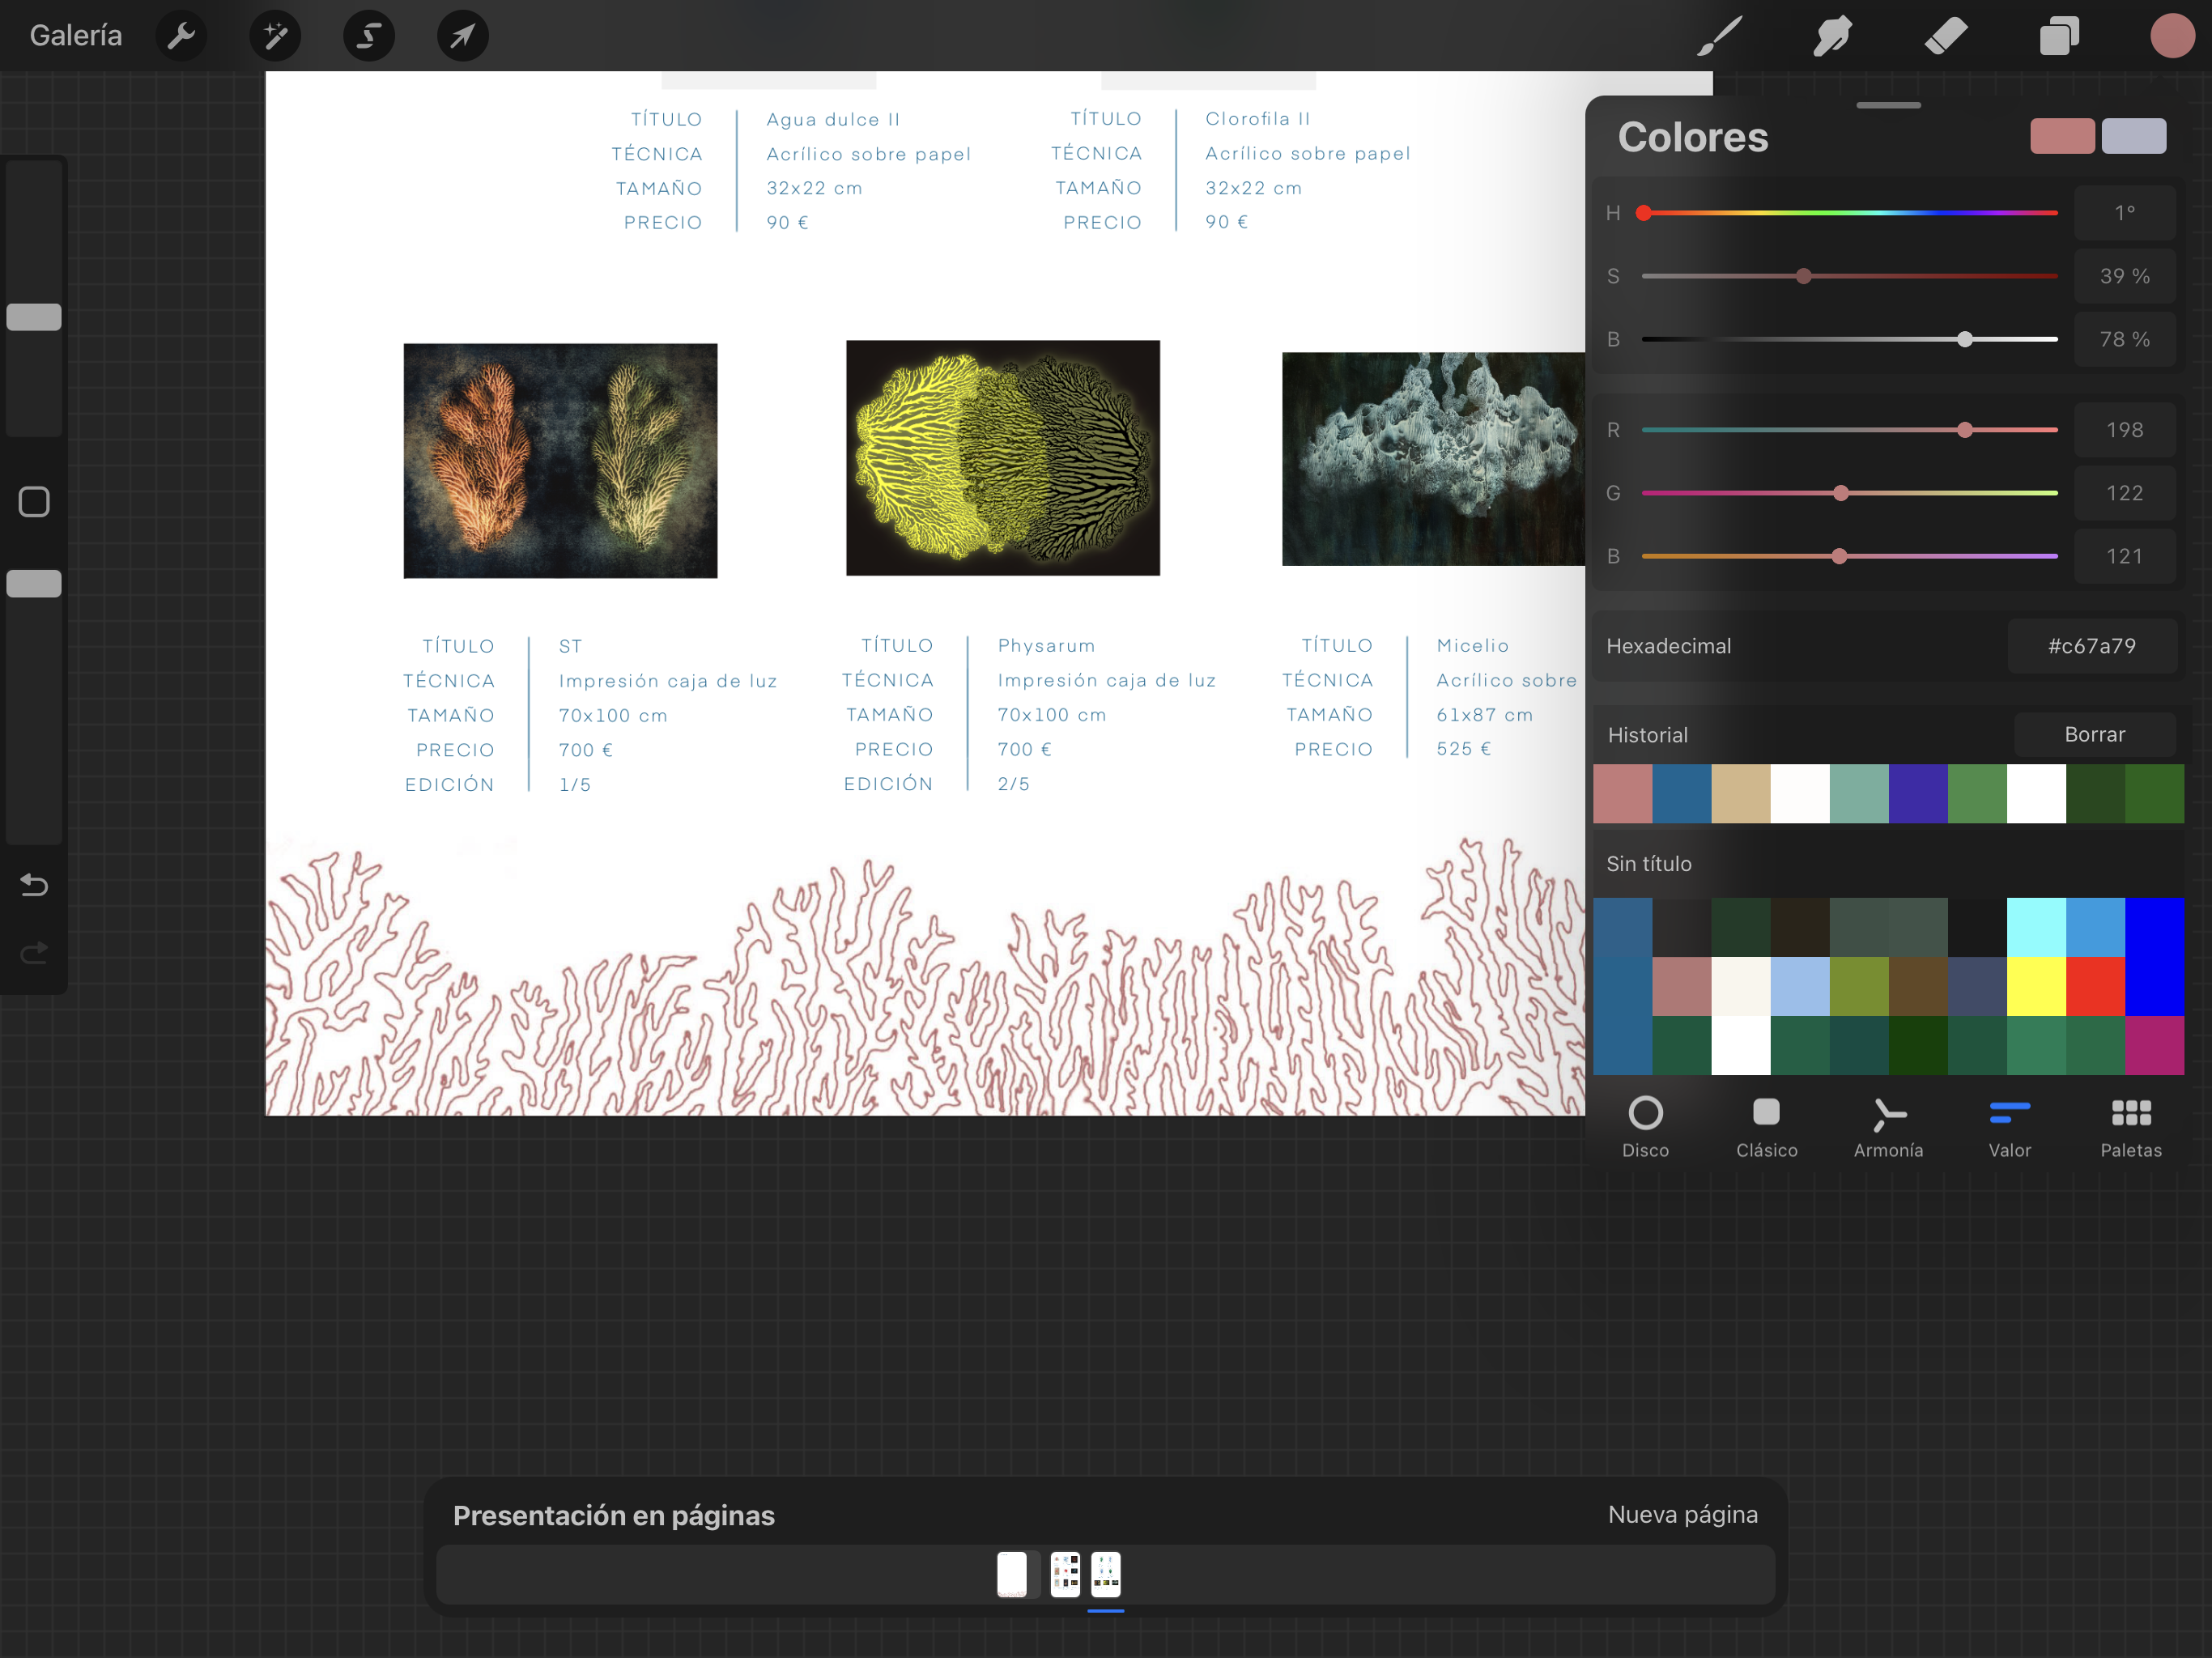 Galería
TÍTULO Agua dulce II
TÉCNICA Acrílico sobre papel
TAMAÑO 32x22 cm
PRECIO 90 €
TÍTULO Clorofila II
TÉCNICA Acrílico sobre papel
TAMAÑO 32x22 cm
PRECIO 90 €
TÍTULO ST
TÉCNICA Impresión caja de luz
TAMAÑO 70x100 cm
PRECIO 700 €
EDICIÓN 1/5
TÍTULO Physarum
TÉCNICA Impresión caja de luz
TAMAÑO 70x100 cm
PRECIO 700 €
EDICIÓN 2/5
TÍTULO Micelio
TÉCNICA Acrílico sobre
TAMAÑO 61x87 cm
PRECIO 525 €
Colores
H 1°
S 39 %
B 78 %
R 198
G 122
B 121
Hexadecimal #c67a79
Historial Borrar
Sin título
Disco Clásico Armonía Valor Paletas
Presentación en páginas Nueva página